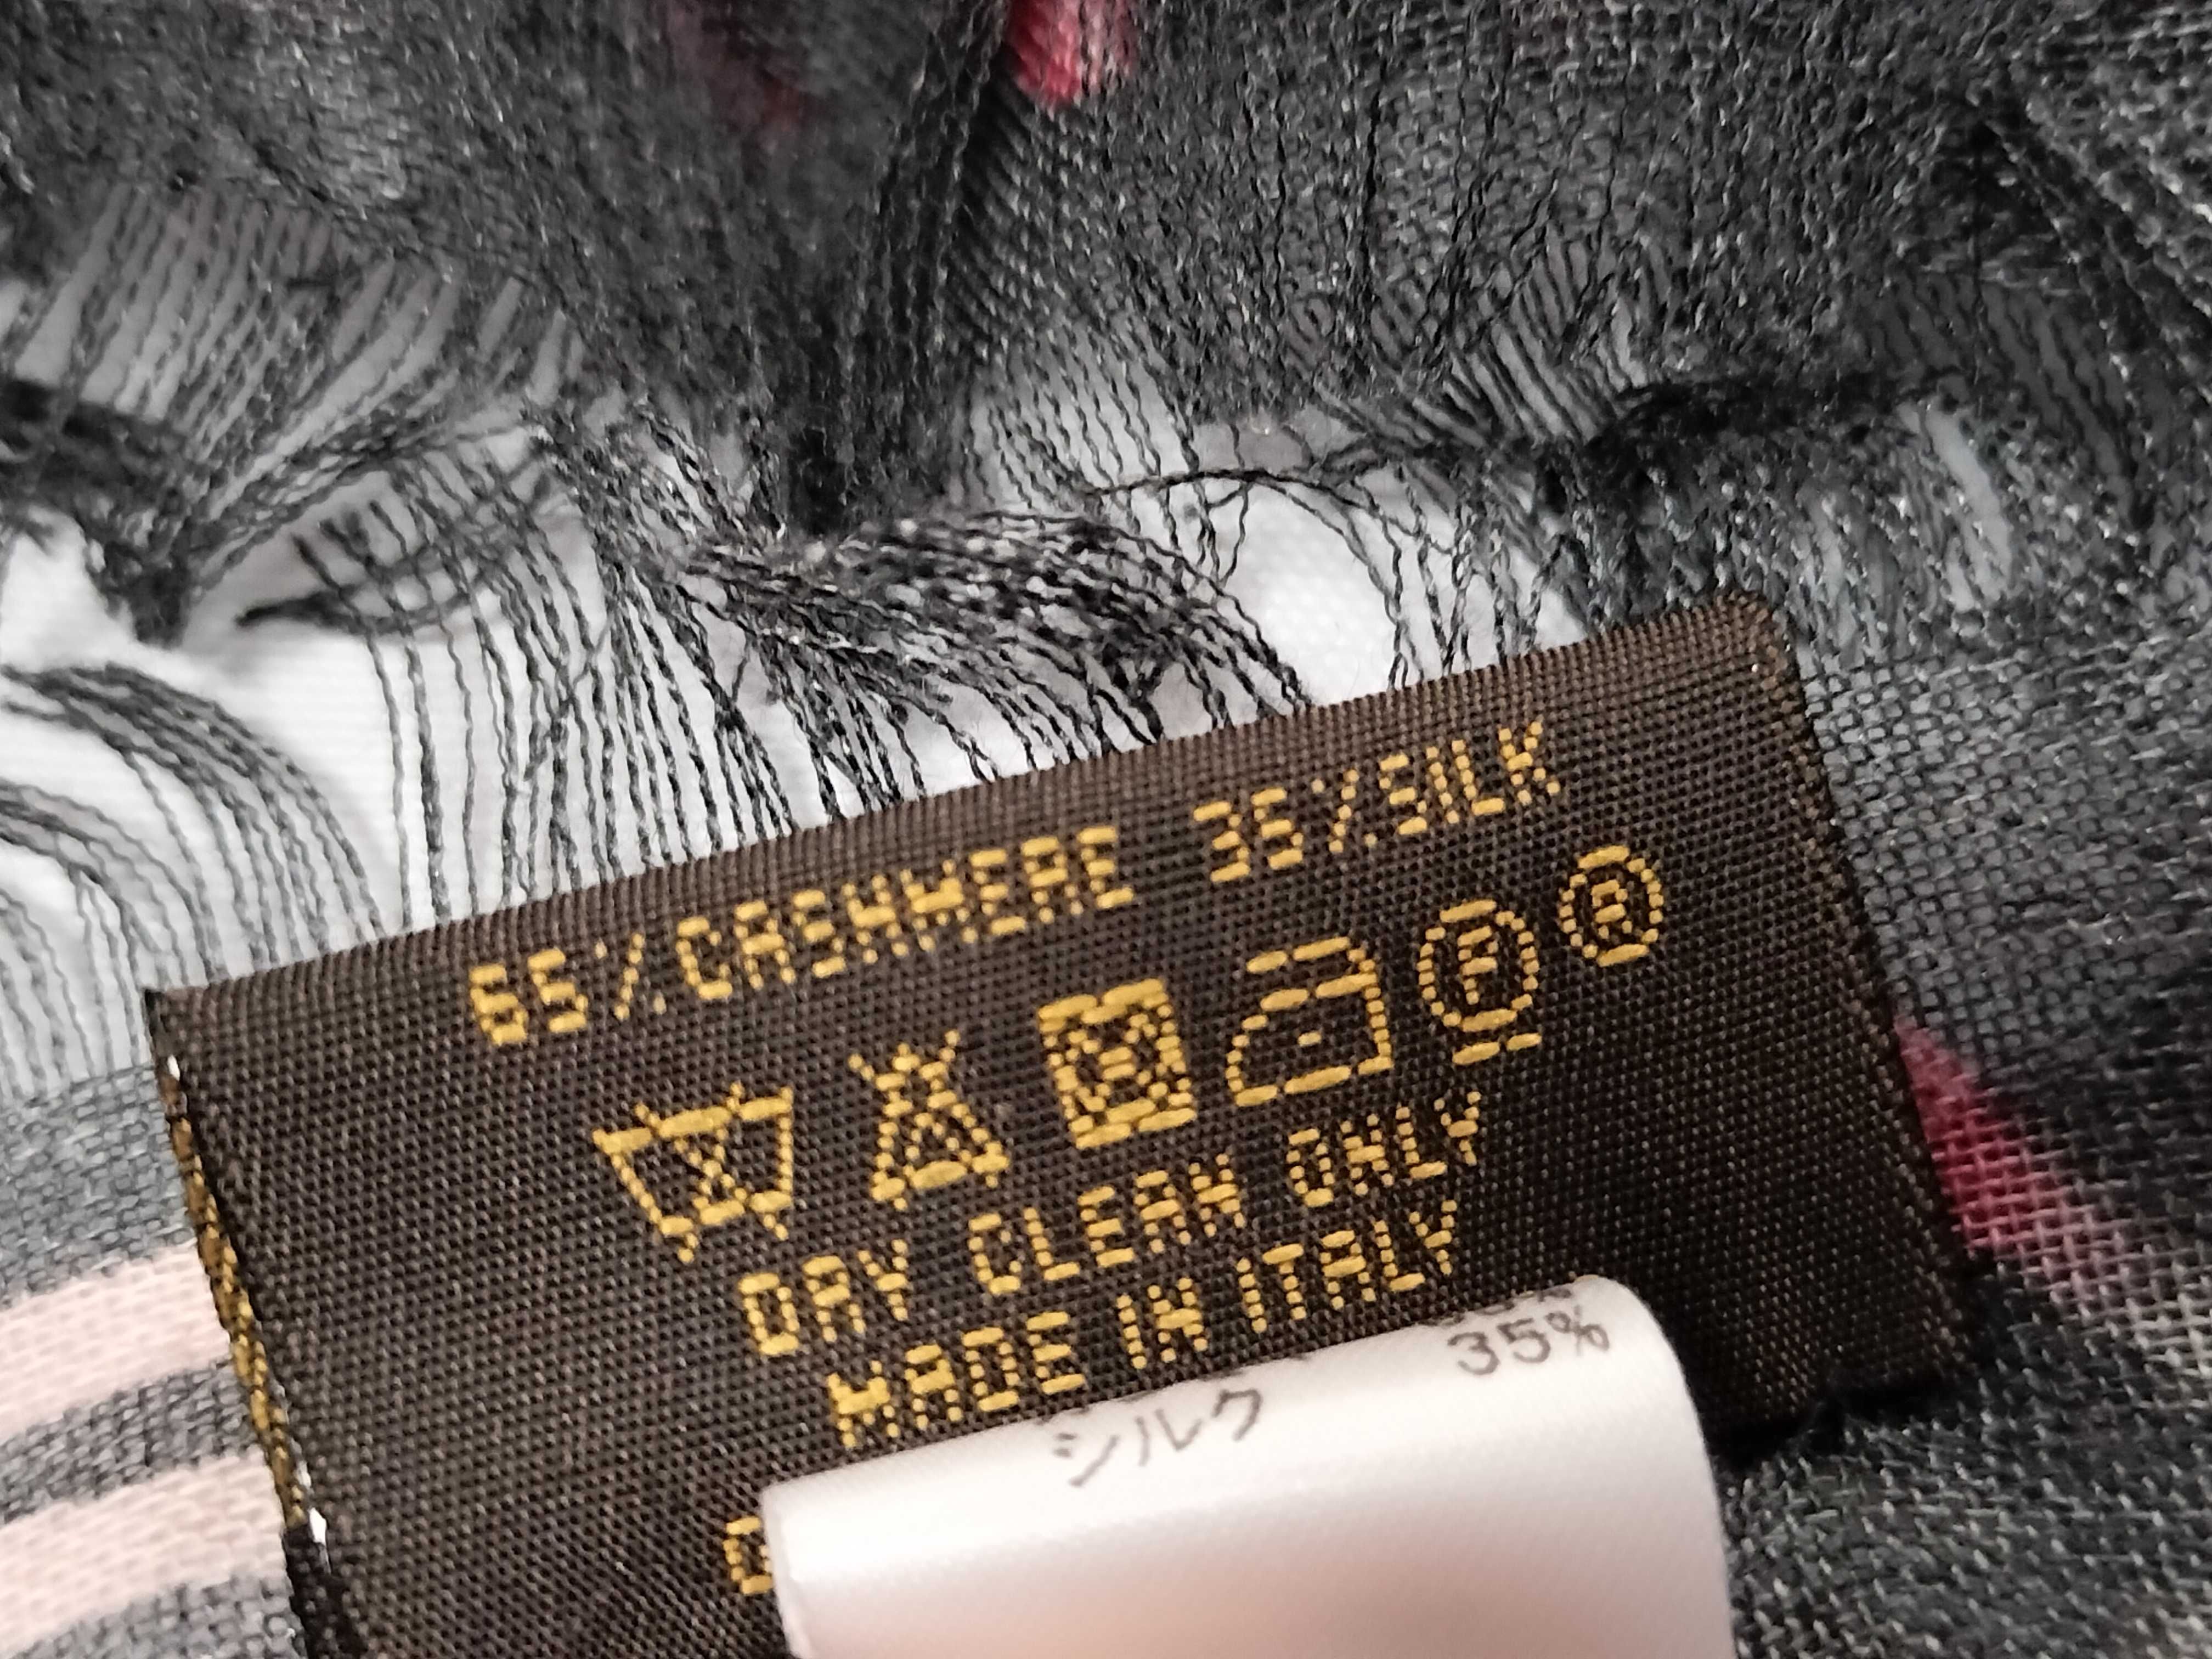 65%CASHMERE 35%SILK
F ®
DRY CLEAN ONLY
MADE IN ITALY
シルク 35%